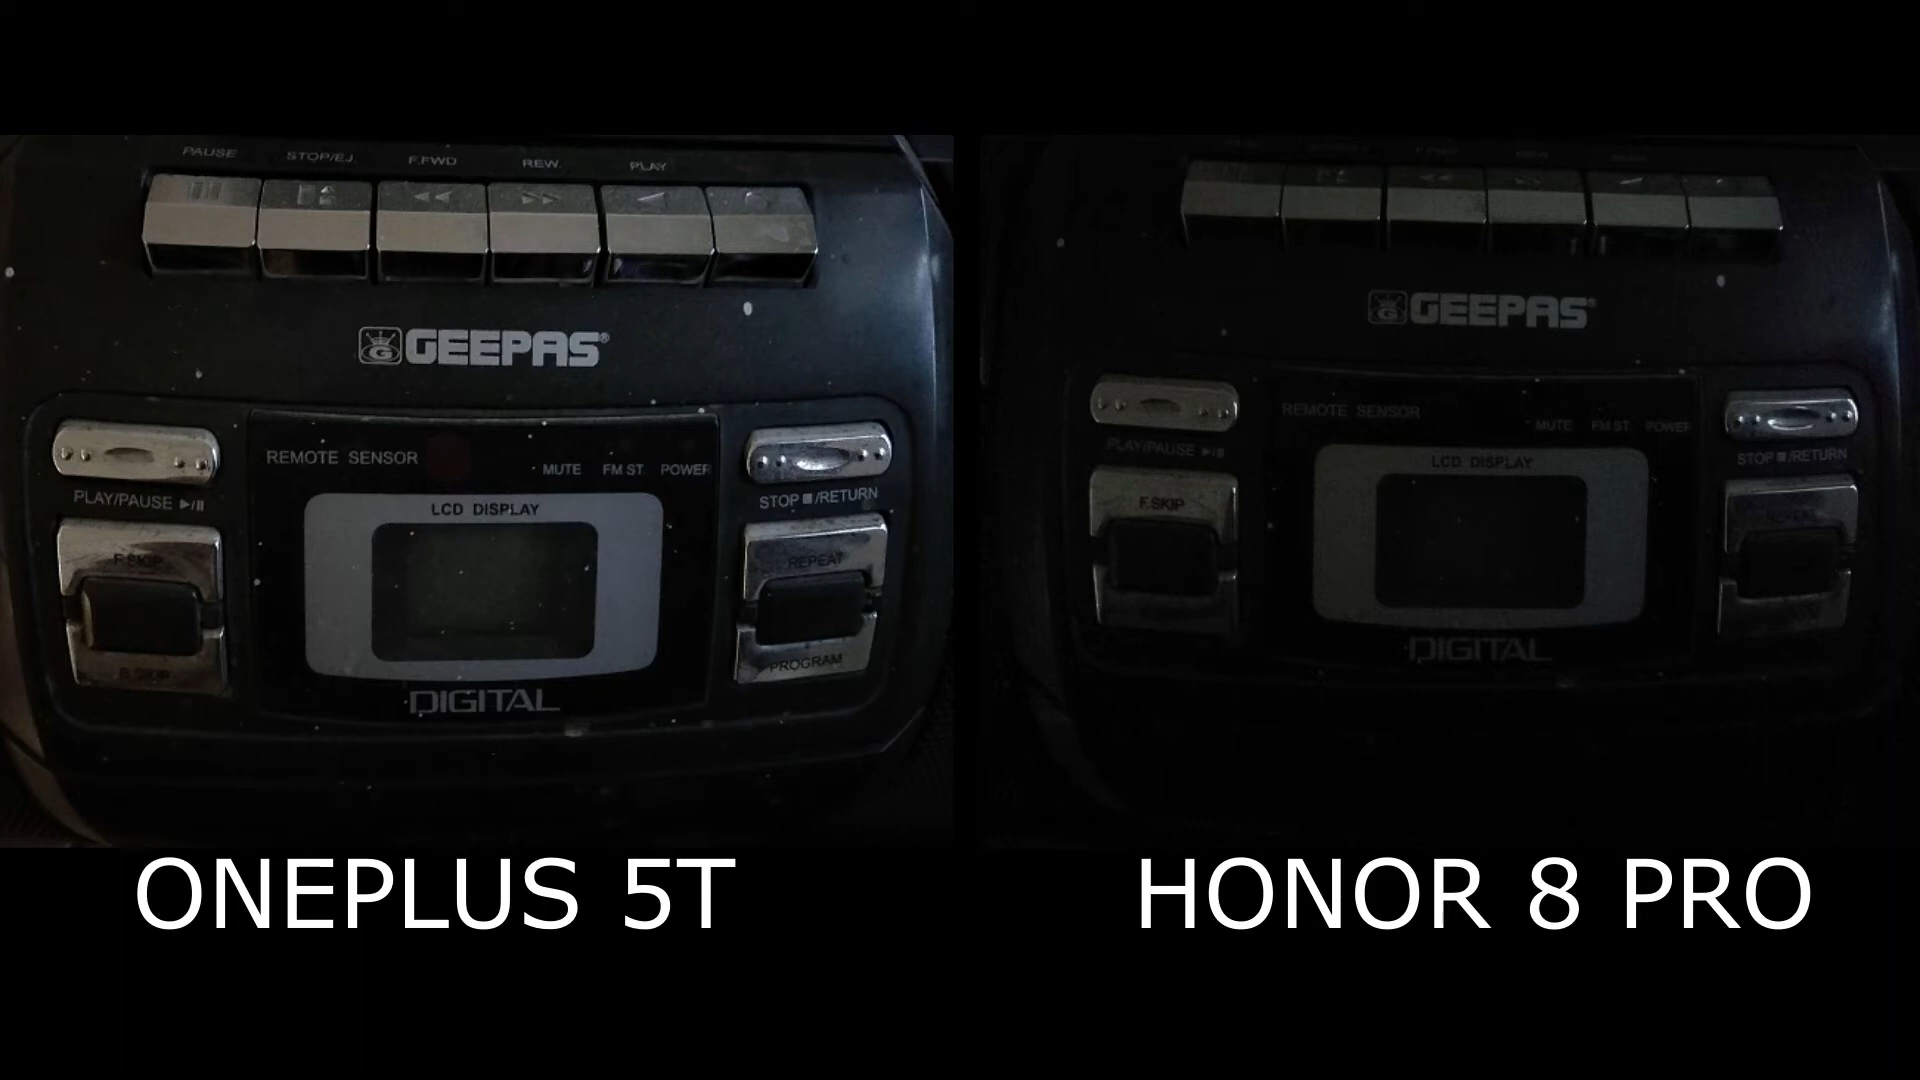 PAUSE STOP/EJ. F.FWD REW. PLAY
GEEPAS®
REMOTE SENSOR
MUTE FM ST. POWER
PLAY/PAUSE ▶/II
LCD DISPLAY
STOP ■/RETURN
F.SKIP
REPEAT
B.SKIP
PROGRAM
DIGITAL
GEEPAS®
REMOTE SENSOR
MUTE FM ST. POWER
PLAY/PAUSE ▶/II
LCD DISPLAY
STOP ■/RETURN
F.SKIP
REPEAT
DIGITAL
ONEPLUS 5T
HONOR 8 PRO